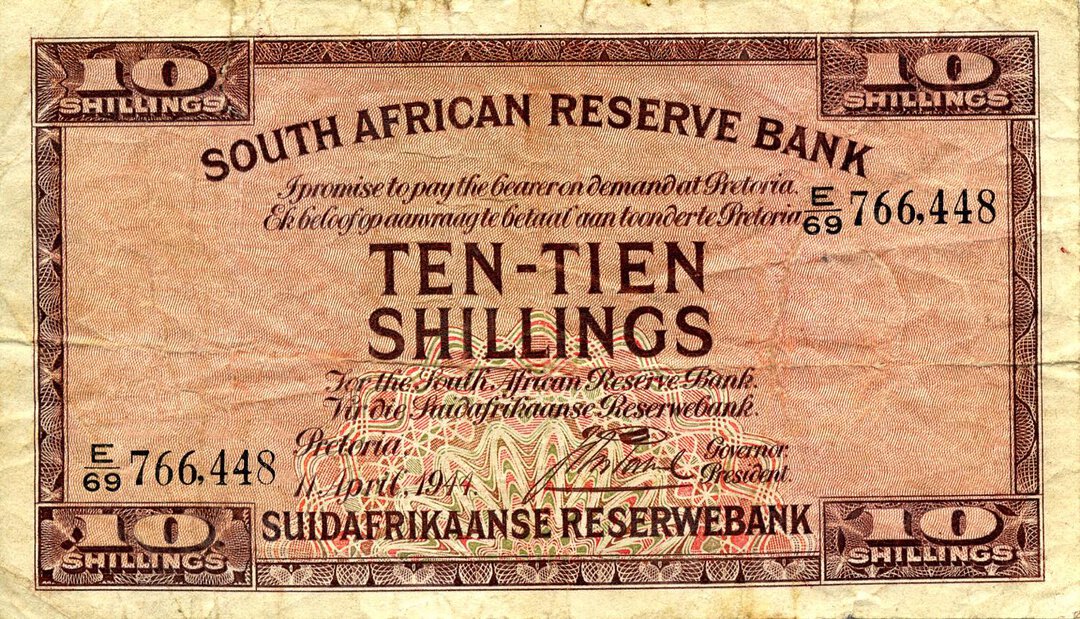 10 10
SHILLINGS SHILLINGS
SOUTH AFRICAN RESERVE BANK
I promise to pay the bearer on demand at Pretoria.
Ek beloof op aanvraag te betaal aan toonder te Pretoria
E/69 766,448
TEN-TIEN
SHILLINGS
For the South African Reserve Bank.
Vir die Suidafrikaanse Reserwebank.
Pretoria
11 April, 1944
Governor.
President.
E/69 766,448
SUIDAFRIKAANSE RESERWEBANK
10 10
SHILLINGS SHILLINGS